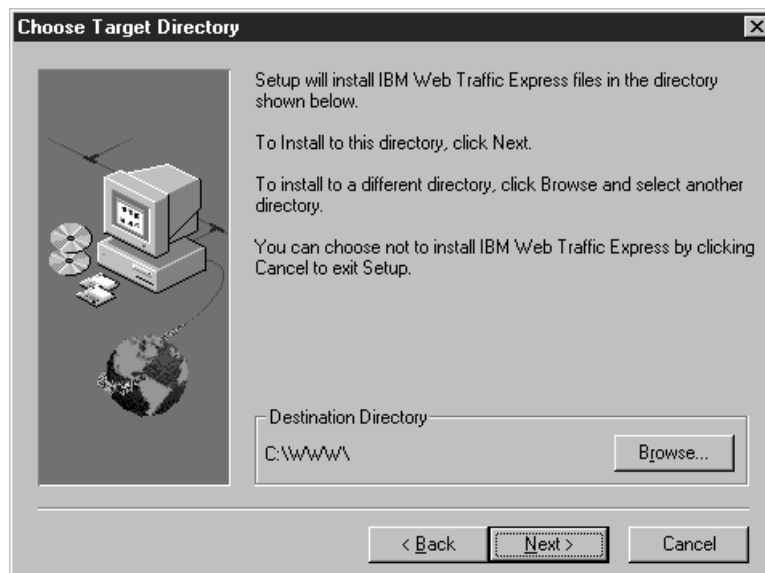 Choose Target Directory
Setup will install IBM Web Traffic Express files in the directory
shown below.
To Install to this directory, click Next.
To install to a different directory, click Browse and select another
directory.
You can choose not to install IBM Web Traffic Express by clicking
Cancel to exit Setup.
Destination Directory
C:\WWW\
Browse...
< Back
Next >
Cancel